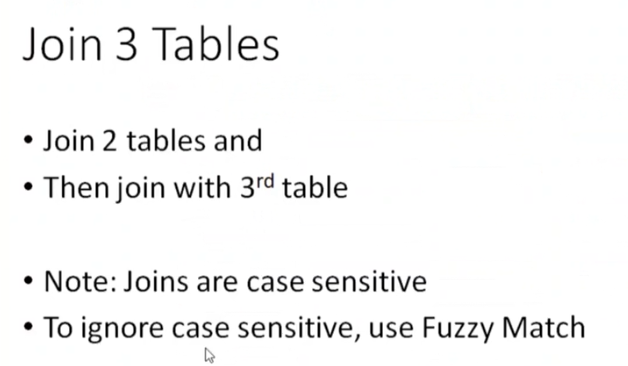 Join 3 Tables
• Join 2 tables and
• Then join with 3rd table
• Note: Joins are case sensitive
• To ignore case sensitive, use Fuzzy Match